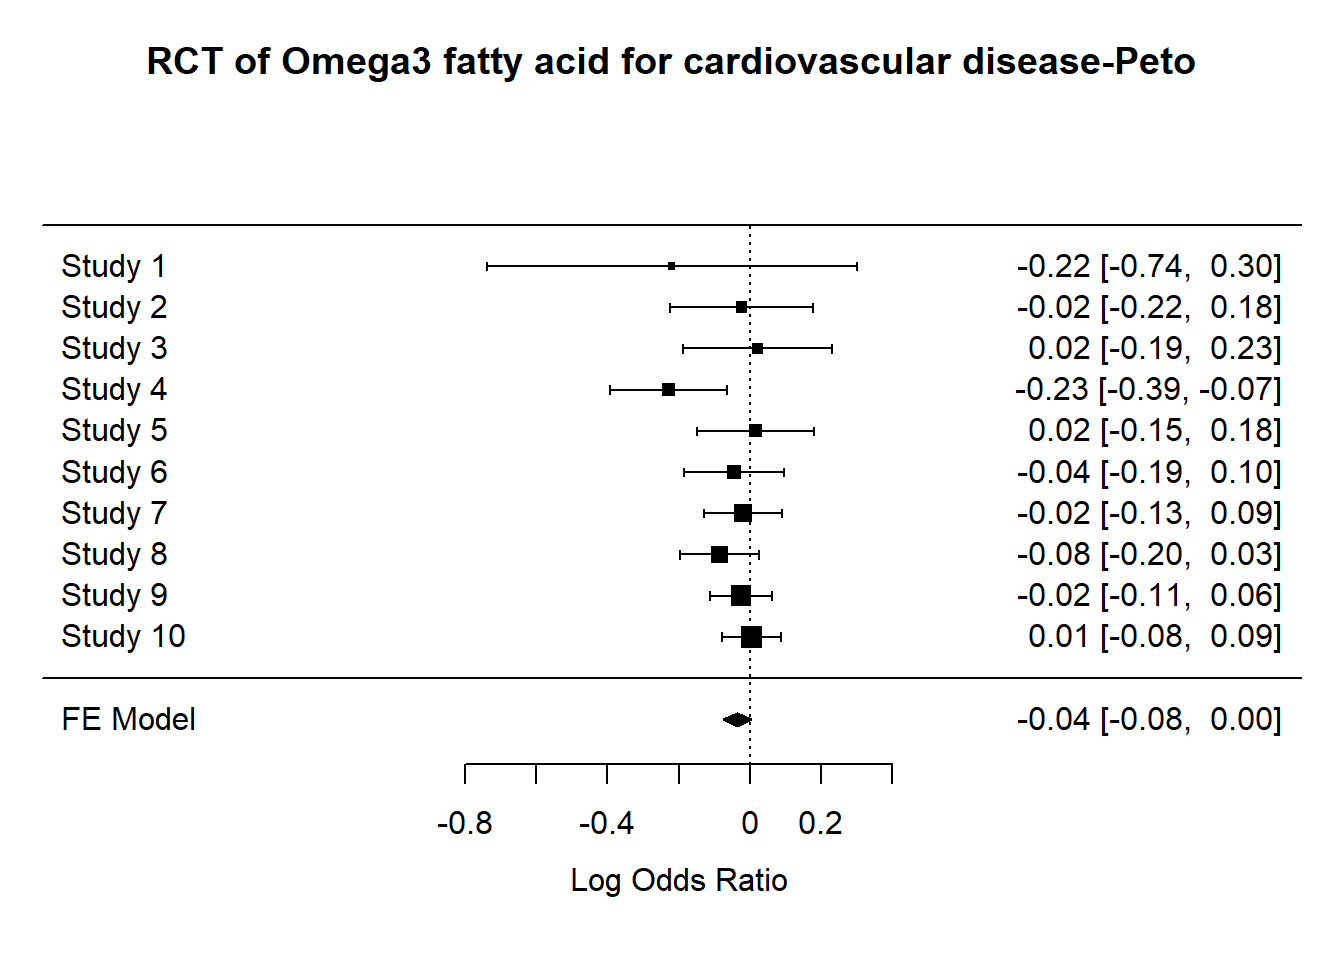 RCT of Omega3 fatty acid for cardiovascular disease-Peto
Study 1 -0.22 [-0.74, 0.30]
Study 2 -0.02 [-0.22, 0.18]
Study 3 0.02 [-0.19, 0.23]
Study 4 -0.23 [-0.39, -0.07]
Study 5 0.02 [-0.15, 0.18]
Study 6 -0.04 [-0.19, 0.10]
Study 7 -0.02 [-0.13, 0.09]
Study 8 -0.08 [-0.20, 0.03]
Study 9 -0.02 [-0.11, 0.06]
Study 10 0.01 [-0.08, 0.09]
FE Model -0.04 [-0.08, 0.00]
-0.8 -0.4 0 0.2
Log Odds Ratio